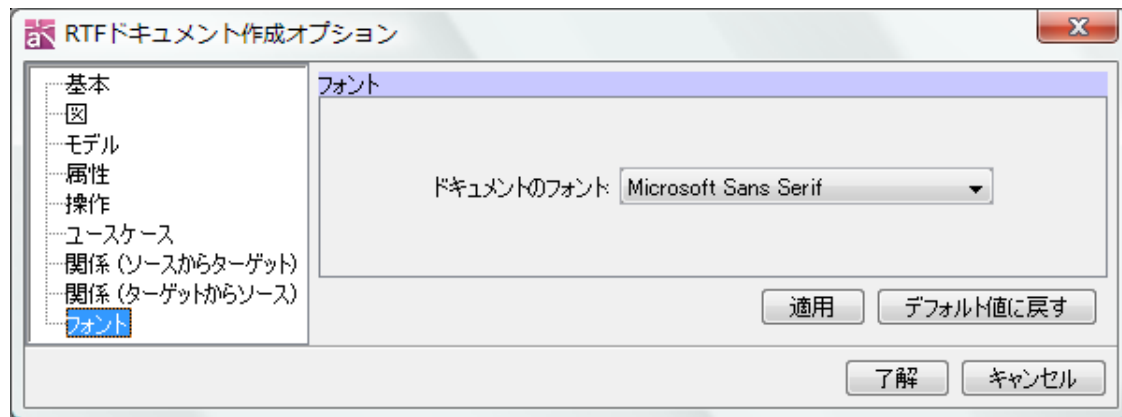 RTFドキュメント作成オプション
基本
図
モデル
属性
操作
ユースケース
関係 (ソースからターゲット)
関係 (ターゲットからソース)
フォント
フォント
ドキュメントのフォント: Microsoft Sans Serif
適用 デフォルト値に戻す
了解 キャンセル